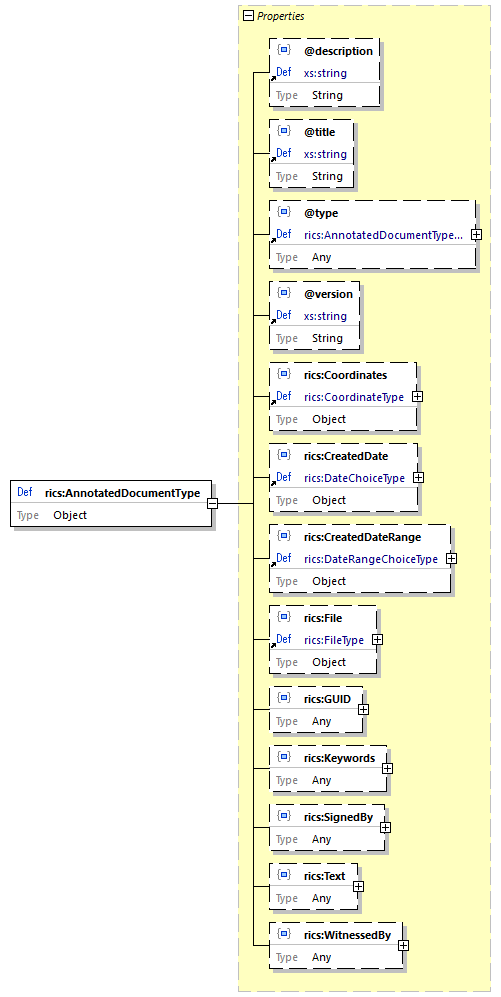 Properties
@description
Def xs:string
Type String
@title
Def xs:string
Type String
@type
Def rics:AnnotatedDocumentType...
Type Any
@version
Def xs:string
Type String
rics:Coordinates
Def rics:CoordinateType
Type Object
rics:CreatedDate
Def rics:DateChoiceType
Type Object
Def rics:AnnotatedDocumentType
Type Object
rics:CreatedDateRange
Def rics:DateRangeChoiceType
Type Object
rics:File
Def rics:FileType
Type Object
rics:GUID
Type Any
rics:Keywords
Type Any
rics:SignedBy
Type Any
rics:Text
Type Any
rics:WitnessedBy
Type Any